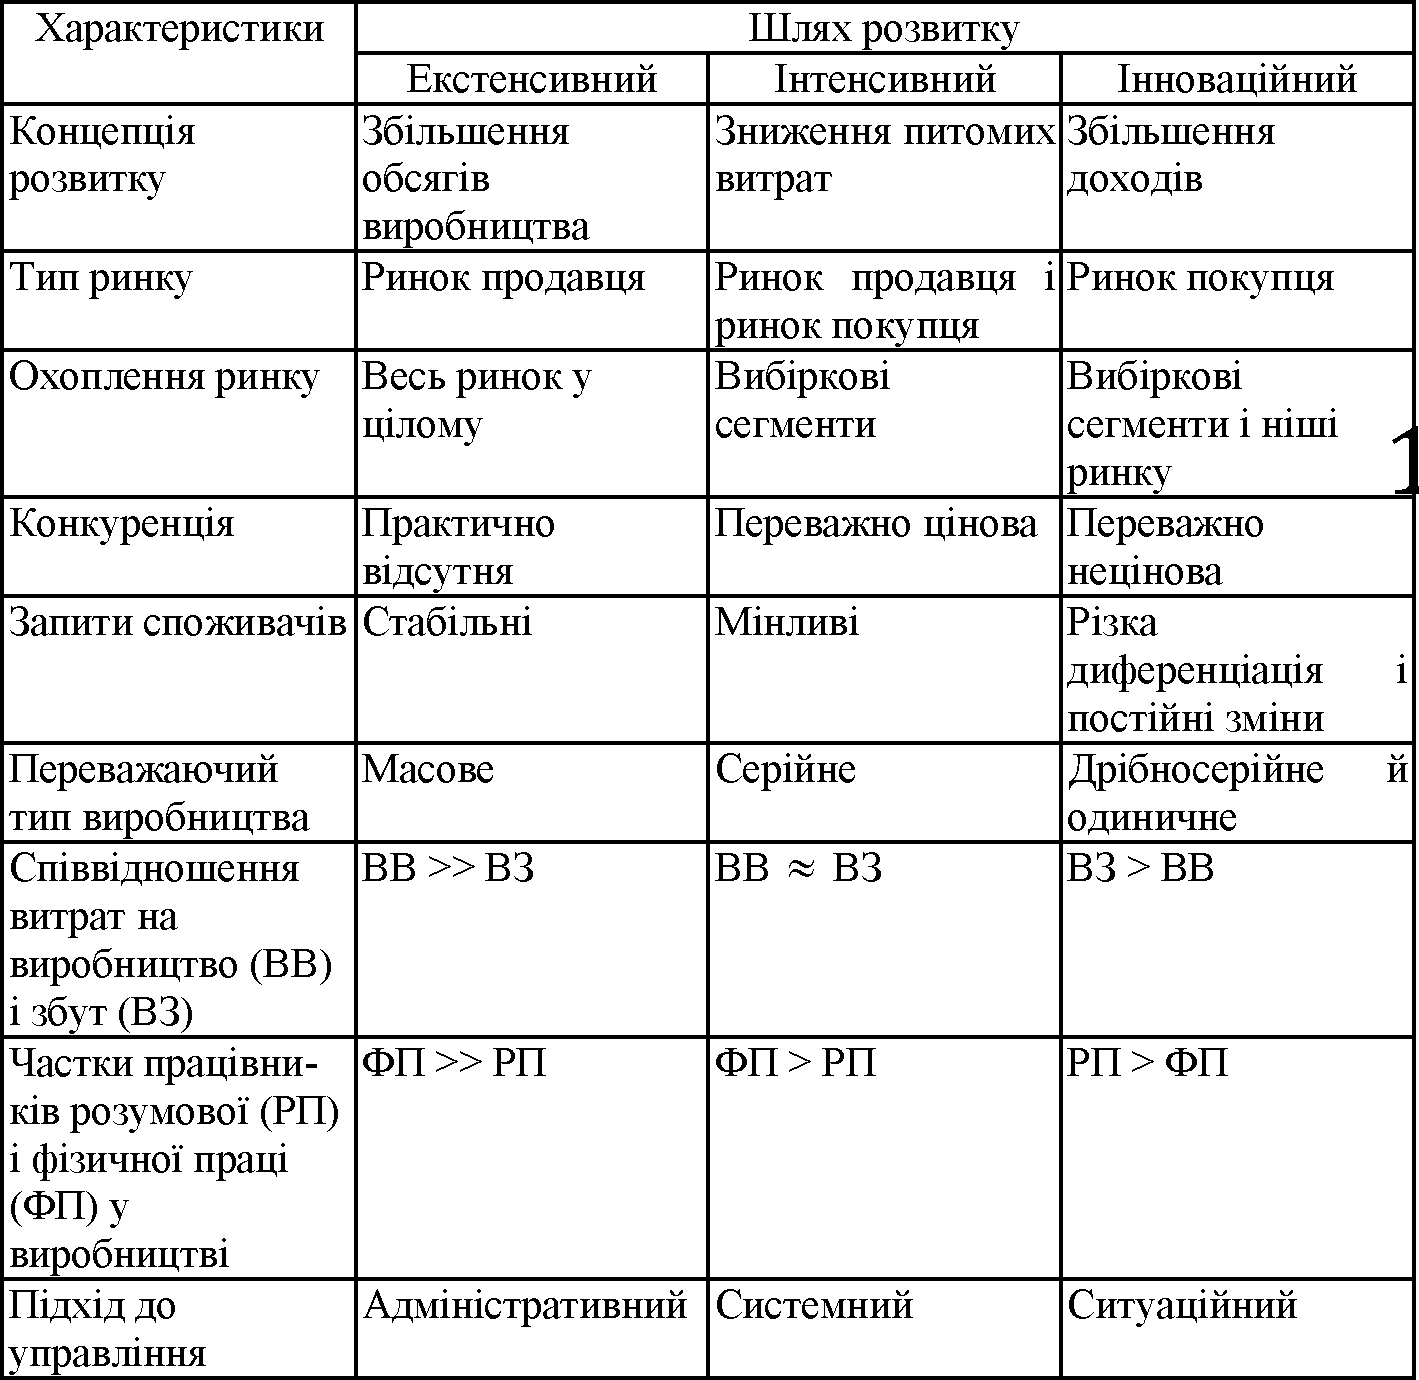 Характеристики
Шлях розвитку
Екстенсивний
Інтенсивний
Інноваційний
Концепція
розвитку
Збільшення
обсягів
виробництва
Зниження питомих
витрат
Збільшення
доходів
Тип ринку
Ринок продавця
Ринок продавця і
ринок покупця
Ринок покупця
Охоплення ринку
Весь ринок у
цілому
Вибіркові
сегменти
Вибіркові
сегменти і ніші
ринку
1
Конкуренція
Практично
відсутня
Переважно цінова
Переважно
нецінова
Запити споживачів
Стабільні
Мінливі
Різка
диференціація і
постійні зміни
Переважаючий
тип виробництва
Масове
Серійне
Дрібносерійне й
одиничне
Співвідношення
витрат на
виробництво (ВВ)
і збут (ВЗ)
ВВ >> ВЗ
ВВ ≈ ВЗ
ВЗ > ВВ
Частки працівни-
ків розумової (РП)
і фізичної праці
(ФП) у
виробництві
ФП >> РП
ФП > РП
РП > ФП
Підхід до
управління
Адміністративний
Системний
Ситуаційний